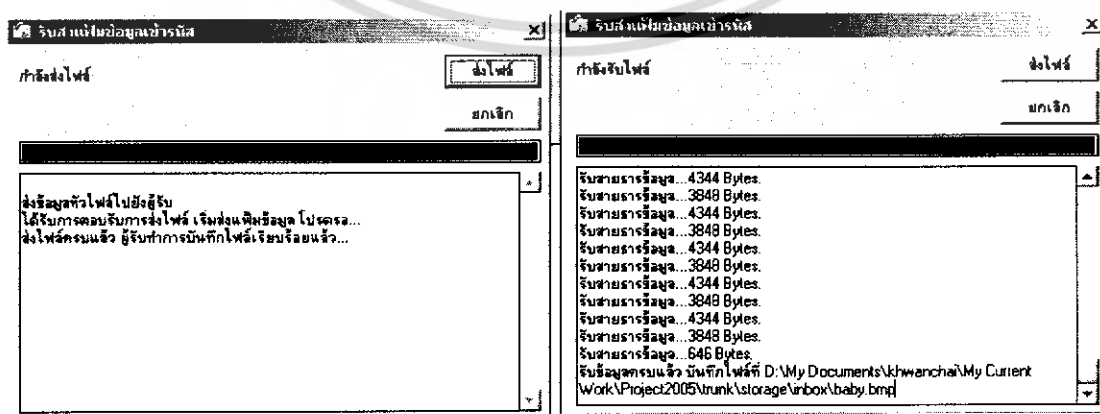 รับส่งแฟ้มข้อมูลเข้ารหัส
กำลังส่งไฟล์
ส่งไฟล์
ยกเลิก
ส่งข้อมูลหัวไฟล์ไปยังผู้รับ
ได้รับการตอบรับการส่งไฟล์ เริ่มส่งแฟ้มข้อมูล โปรดรอ...
ส่งไฟล์ครบแล้ว ผู้รับทำการบันทึกไฟล์เรียบร้อยแล้ว...
รับส่งแฟ้มข้อมูลเข้ารหัส
กำลังรับไฟล์
ส่งไฟล์
ยกเลิก
รับสายธารข้อมูล...4344 Bytes.
รับสายธารข้อมูล...3848 Bytes.
รับสายธารข้อมูล...4344 Bytes.
รับสายธารข้อมูล...3848 Bytes.
รับสายธารข้อมูล...4344 Bytes.
รับสายธารข้อมูล...3848 Bytes.
รับสายธารข้อมูล...4344 Bytes.
รับสายธารข้อมูล...3848 Bytes.
รับสายธารข้อมูล...4344 Bytes.
รับสายธารข้อมูล...3848 Bytes.
รับสายธารข้อมูล...646 Bytes.
รับข้อมูลครบแล้ว บันทึกไฟล์ที่ D:\My Documents\khwanchai\My Current
Work\Project2005\trunk\storage\inbox\baby.bmp